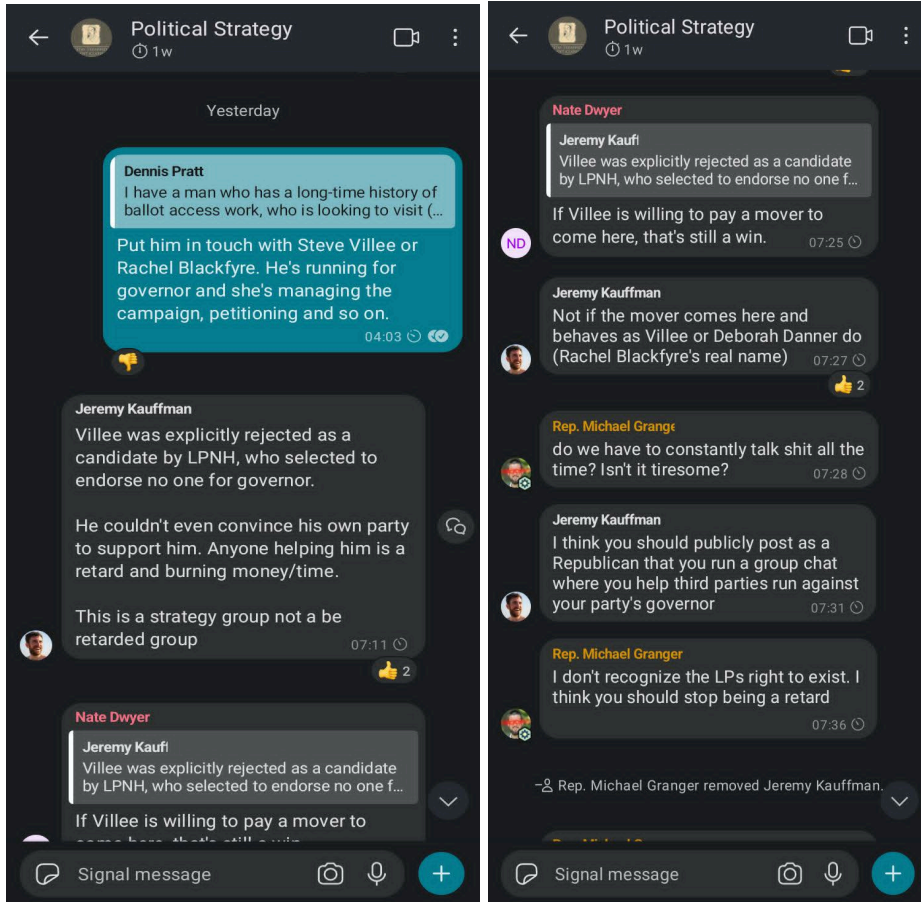 Political Strategy
1w
Yesterday
Dennis Pratt
I have a man who has a long-time history of
ballot access work, who is looking to visit (...
Put him in touch with Steve Villee or
Rachel Blackfyre. He's running for
governor and she's managing the
campaign, petitioning and so on.
04:03
Jeremy Kauffman
Villee was explicitly rejected as a
candidate by LPNH, who selected to
endorse no one for governor.
He couldn't even convince his own party
to support him. Anyone helping him is a
retard and burning money/time.
This is a strategy group not a be
retarded group
07:11
2
Nate Dwyer
Jeremy Kauf
Villee was explicitly rejected as a candidate
by LPNH, who selected to endorse no one f...
If Villee is willing to pay a mover to
come here, that's still a win.
Signal message
Political Strategy
1w
Nate Dwyer
Jeremy Kauf
Villee was explicitly rejected as a candidate
by LPNH, who selected to endorse no one f...
If Villee is willing to pay a mover to
come here, that's still a win.
07:25
ND
Jeremy Kauffman
Not if the mover comes here and
behaves as Villee or Deborah Danner do
(Rachel Blackfyre's real name)
07:27
2
Rep. Michael Grange
do we have to constantly talk shit all the
time? Isn't it tiresome?
07:28
Jeremy Kauffman
I think you should publicly post as a
Republican that you run a group chat
where you help third parties run against
your party's governor
07:31
Rep. Michael Granger
I don't recognize the LPs right to exist. I
think you should stop being a retard
07:36
Rep. Michael Granger removed Jeremy Kauffman.
Signal message